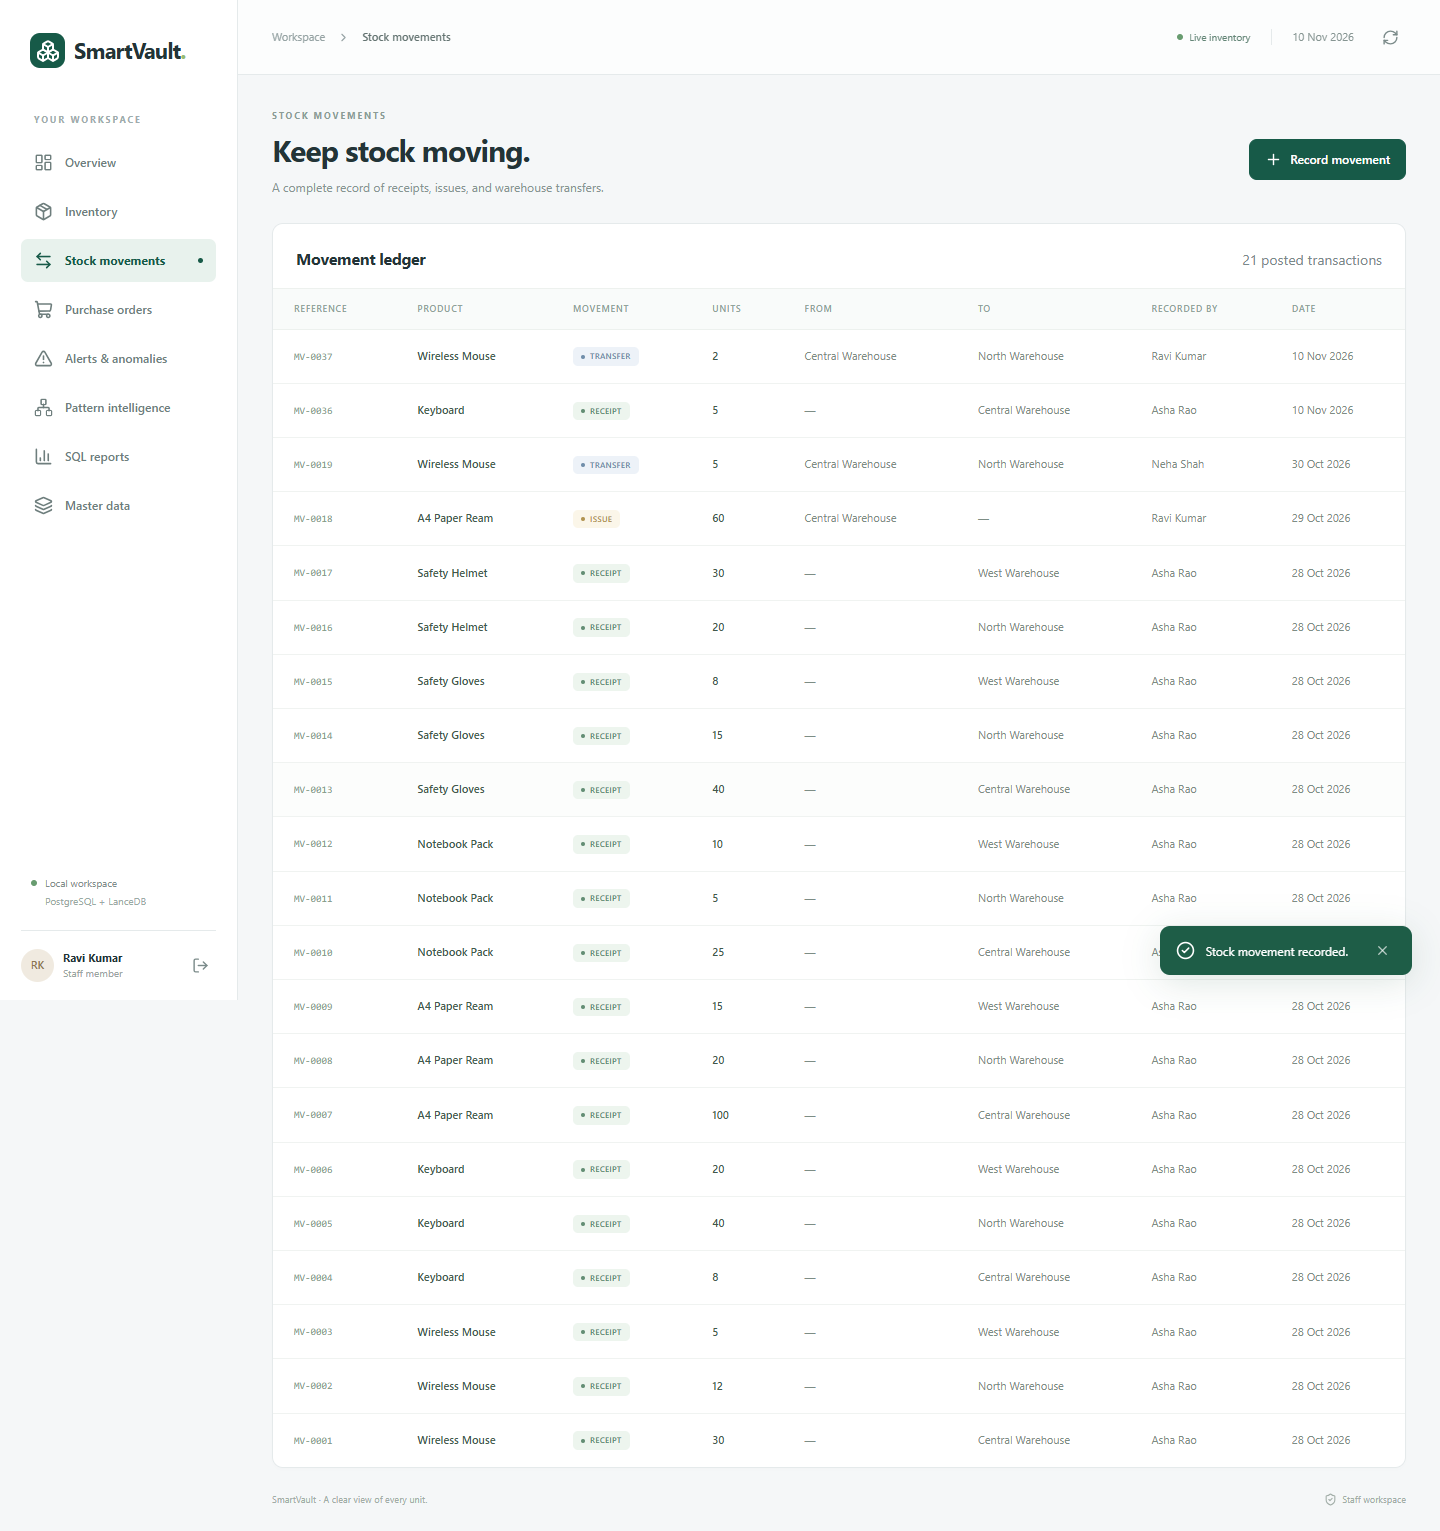 SmartVault.
YOUR WORKSPACE
Overview
Inventory
Stock movements
Purchase orders
Alerts & anomalies
Pattern intelligence
SQL reports
Master data
Local workspace
PostgreSQL + LanceDB
RK
Ravi Kumar
Staff member
Workspace > Stock movements
Live inventory
10 Nov 2026
STOCK MOVEMENTS
Keep stock moving.
A complete record of receipts, issues, and warehouse transfers.
+ Record movement
Movement ledger
21 posted transactions
REFERENCE PRODUCT MOVEMENT UNITS FROM TO RECORDED BY DATE
MV-0037 Wireless Mouse TRANSFER 2 Central Warehouse North Warehouse Ravi Kumar 10 Nov 2026
MV-0036 Keyboard RECEIPT 5 — Central Warehouse Asha Rao 10 Nov 2026
MV-0019 Wireless Mouse TRANSFER 5 Central Warehouse North Warehouse Neha Shah 30 Oct 2026
MV-0018 A4 Paper Ream ISSUE 60 Central Warehouse — Ravi Kumar 29 Oct 2026
MV-0017 Safety Helmet RECEIPT 30 — West Warehouse Asha Rao 28 Oct 2026
MV-0016 Safety Helmet RECEIPT 20 — North Warehouse Asha Rao 28 Oct 2026
MV-0015 Safety Gloves RECEIPT 8 — West Warehouse Asha Rao 28 Oct 2026
MV-0014 Safety Gloves RECEIPT 15 — North Warehouse Asha Rao 28 Oct 2026
MV-0013 Safety Gloves RECEIPT 40 — Central Warehouse Asha Rao 28 Oct 2026
MV-0012 Notebook Pack RECEIPT 10 — West Warehouse Asha Rao 28 Oct 2026
MV-0011 Notebook Pack RECEIPT 5 — North Warehouse Asha Rao 28 Oct 2026
MV-0010 Notebook Pack RECEIPT 25 — Central Warehouse
Stock movement recorded.
MV-0009 A4 Paper Ream RECEIPT 15 — West Warehouse Asha Rao 28 Oct 2026
MV-0008 A4 Paper Ream RECEIPT 20 — North Warehouse Asha Rao 28 Oct 2026
MV-0007 A4 Paper Ream RECEIPT 100 — Central Warehouse Asha Rao 28 Oct 2026
MV-0006 Keyboard RECEIPT 20 — West Warehouse Asha Rao 28 Oct 2026
MV-0005 Keyboard RECEIPT 40 — North Warehouse Asha Rao 28 Oct 2026
MV-0004 Keyboard RECEIPT 8 — Central Warehouse Asha Rao 28 Oct 2026
MV-0003 Wireless Mouse RECEIPT 5 — West Warehouse Asha Rao 28 Oct 2026
MV-0002 Wireless Mouse RECEIPT 12 — North Warehouse Asha Rao 28 Oct 2026
MV-0001 Wireless Mouse RECEIPT 30 — Central Warehouse Asha Rao 28 Oct 2026
SmartVault · A clear view of every unit.
Staff workspace